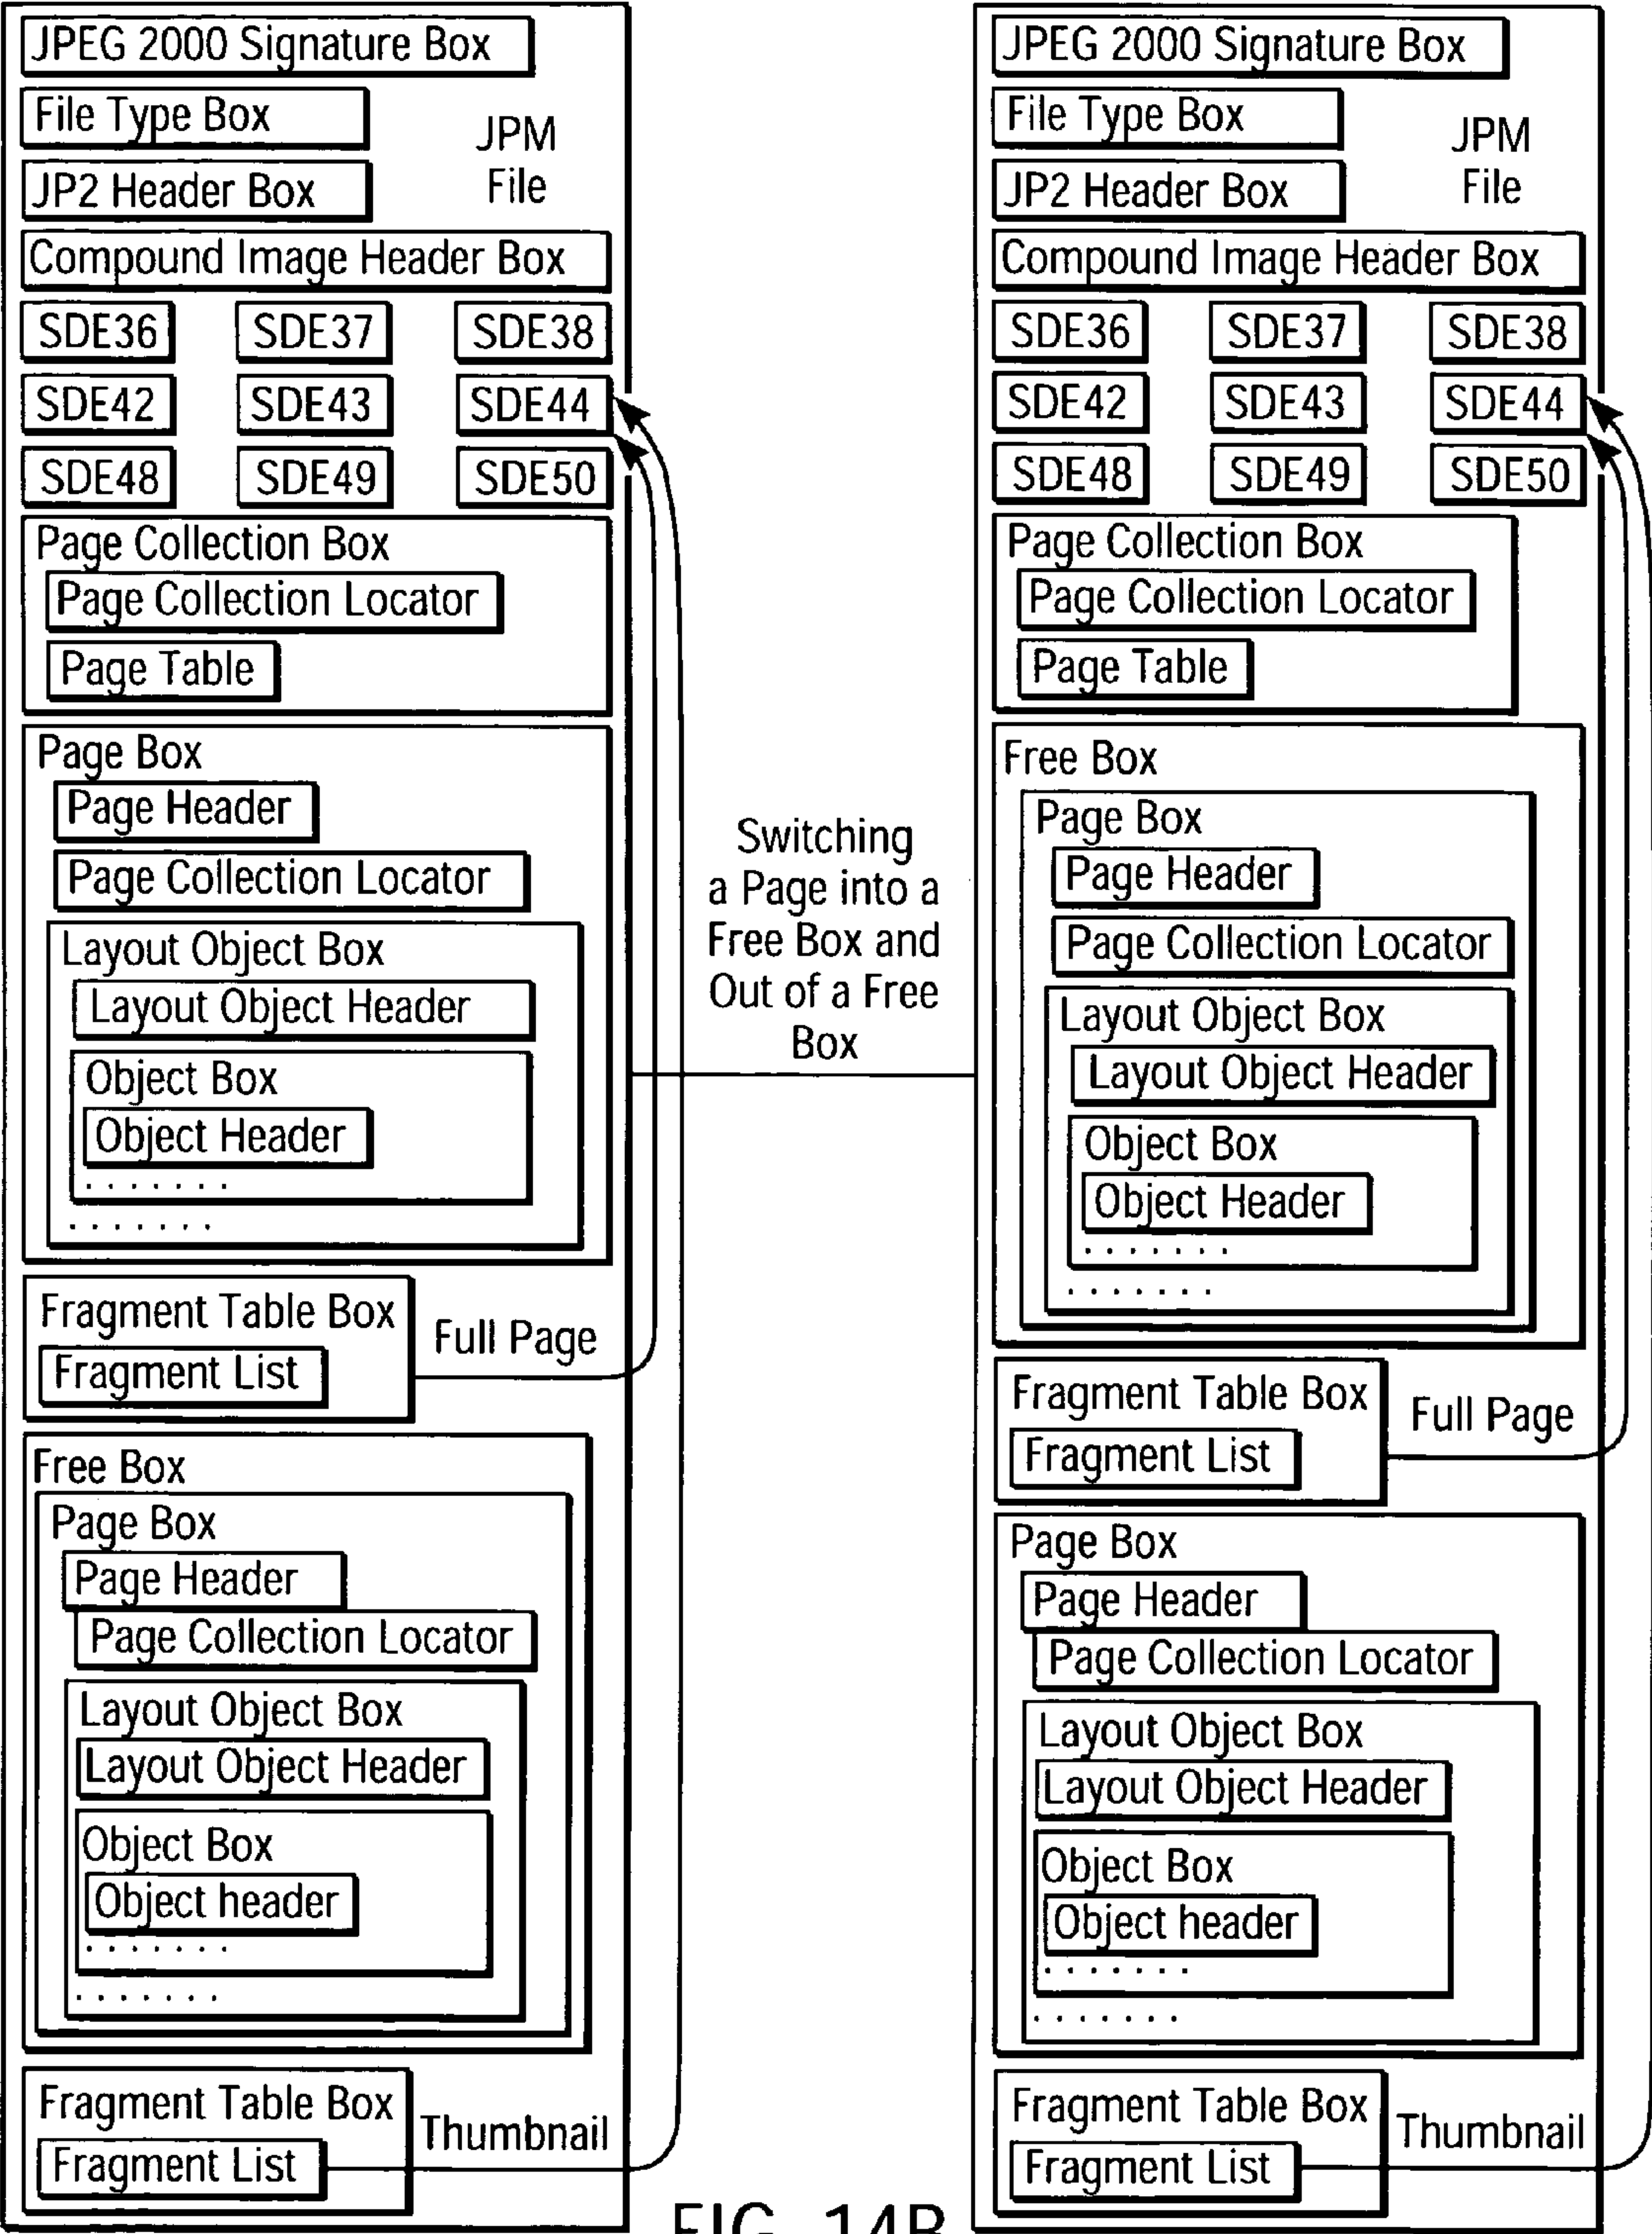 JPEG 2000 Signature Box
File Type Box
JPM
File
JP2 Header Box
Compound Image Header Box
SDE36 SDE37 SDE38
SDE42 SDE43 SDE44
SDE48 SDE49 SDE50
Page Collection Box
Page Collection Locator
Page Table
Page Box
Page Header
Page Collection Locator
Layout Object Box
Layout Object Header
Object Box
Object Header
. . . . . . .
. . . . . . .
Fragment Table Box
Fragment List
Full Page
Free Box
Page Box
Page Header
Page Collection Locator
Layout Object Box
Layout Object Header
Object Box
Object header
. . . . . . .
. . . . . . .
Fragment Table Box
Fragment List
Thumbnail
Switching
a Page into a
Free Box and
Out of a Free
Box
JPEG 2000 Signature Box
File Type Box
JPM
File
JP2 Header Box
Compound Image Header Box
SDE36 SDE37 SDE38
SDE42 SDE43 SDE44
SDE48 SDE49 SDE50
Page Collection Box
Page Collection Locator
Page Table
Free Box
Page Box
Page Header
Page Collection Locator
Layout Object Box
Layout Object Header
Object Box
Object Header
. . . . . . .
. . . . . . .
Fragment Table Box
Fragment List
Full Page
Page Box
Page Header
Page Collection Locator
Layout Object Box
Layout Object Header
Object Box
Object header
. . . . . . .
. . . . . . .
Fragment Table Box
Fragment List
Thumbnail
FIG. 14B